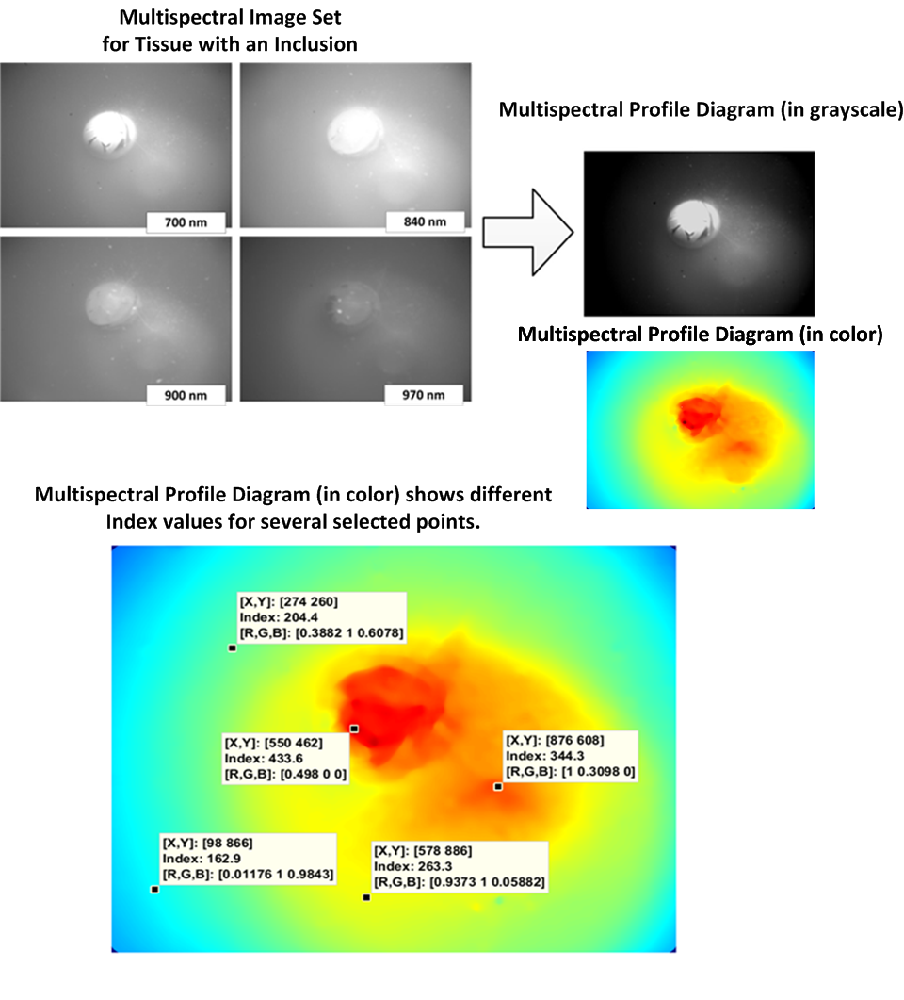 Multispectral Image Set
for Tissue with an Inclusion
700 nm
840 nm
900 nm
970 nm
Multispectral Profile Diagram (in grayscale)
Multispectral Profile Diagram (in color)
Multispectral Profile Diagram (in color) shows different
Index values for several selected points.
[X,Y]: [274 260]
Index: 204.4
[R,G,B]: [0.3882 1 0.6078]
[X,Y]: [550 462]
Index: 433.6
[R,G,B]: [0.498 0 0]
[X,Y]: [876 608]
Index: 344.3
[R,G,B]: [1 0.3098 0]
[X,Y]: [98 866]
Index: 162.9
[R,G,B]: [0.01176 1 0.9843]
[X,Y]: [578 886]
Index: 263.3
[R,G,B]: [0.9373 1 0.05882]